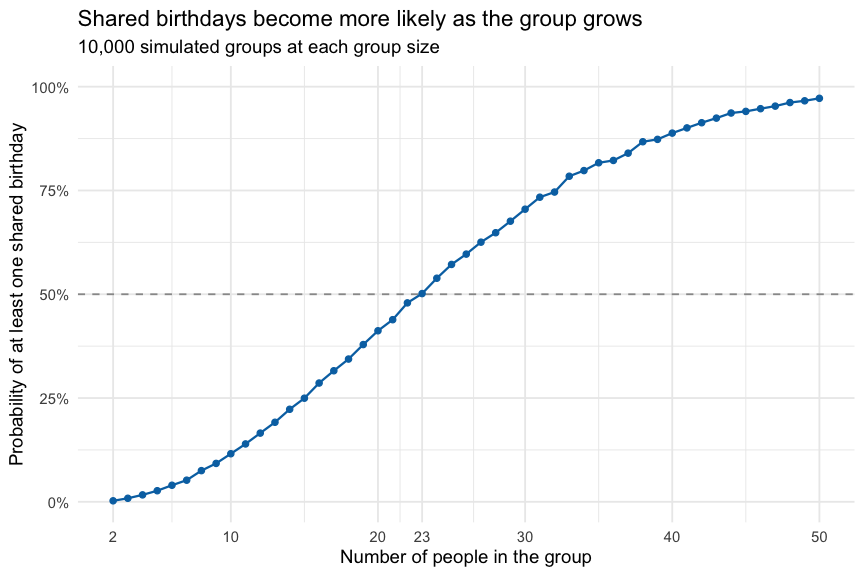 Shared birthdays become more likely as the group grows
10,000 simulated groups at each group size
Probability of at least one shared birthday
100%
75%
50%
25%
0%
2 10 20 23 30 40 50
Number of people in the group